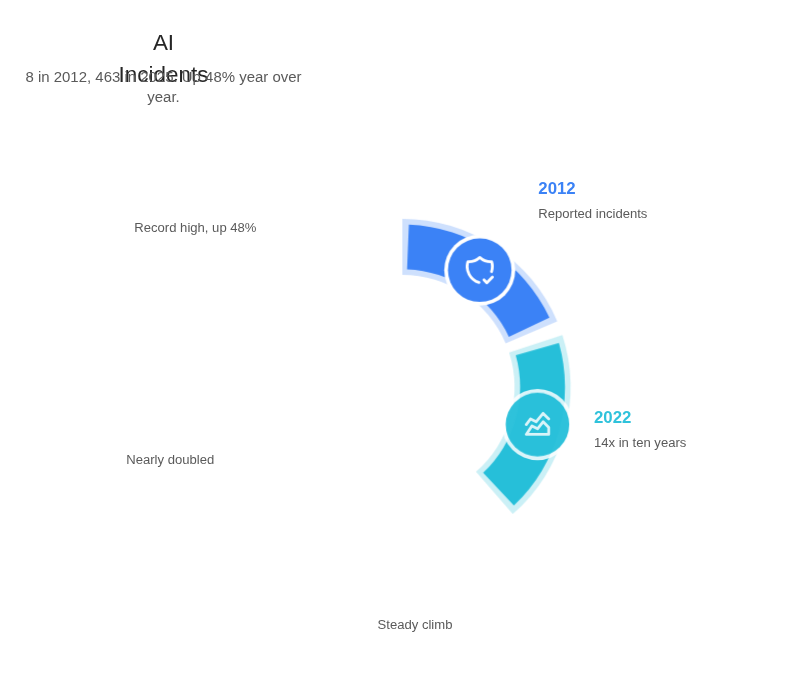 AI
Incidents
8 in 2012, 463 in 2025. Up 48% year over
year.
2012
Reported incidents
Record high, up 48%
2022
14x in ten years
Nearly doubled
Steady climb